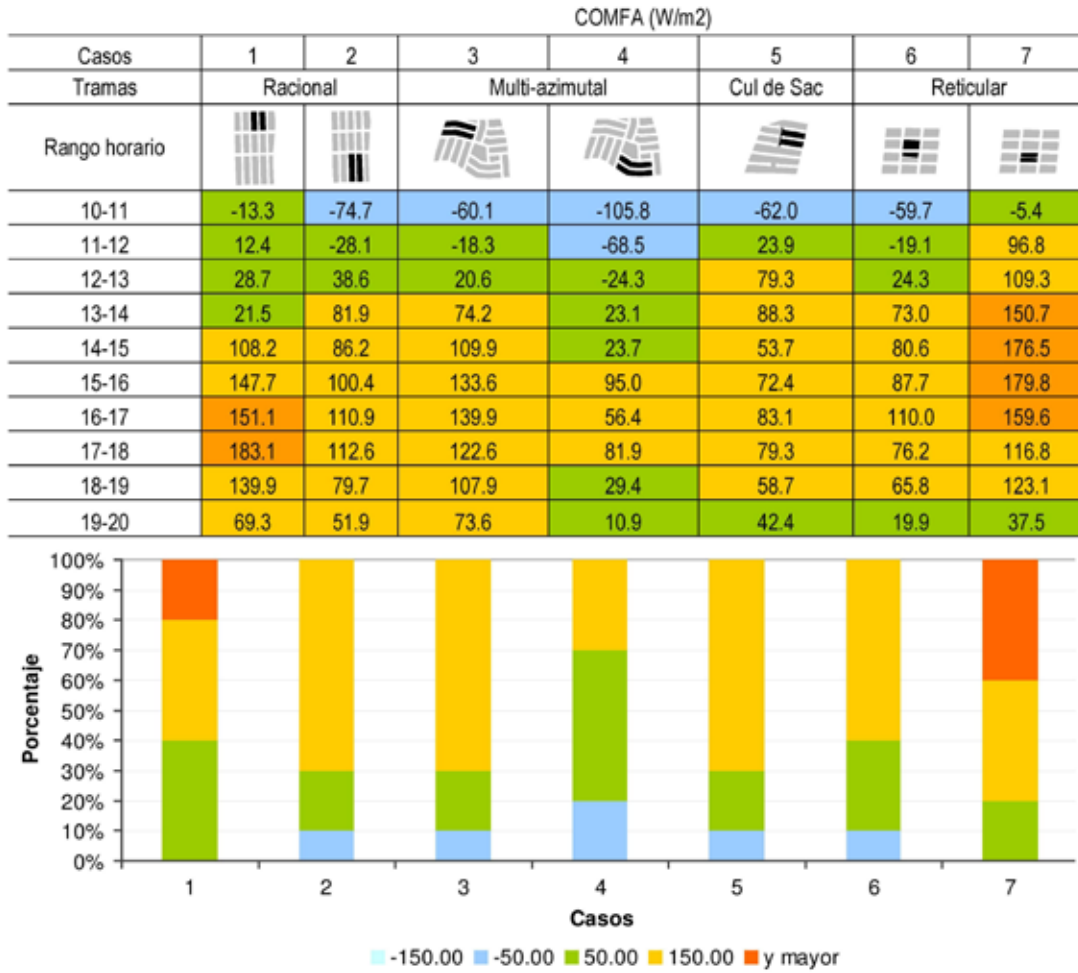 COMFA (W/m2)
Casos 1 2 3 4 5 6 7
Tramas Racional Multi-azimutal Cul de Sac Reticular
Rango horario
10-11 -13.3 -74.7 -60.1 -105.8 -62.0 -59.7 -5.4
11-12 12.4 -28.1 -18.3 -68.5 23.9 -19.1 96.8
12-13 28.7 38.6 20.6 -24.3 79.3 24.3 109.3
13-14 21.5 81.9 74.2 23.1 88.3 73.0 150.7
14-15 108.2 86.2 109.9 23.7 53.7 80.6 176.5
15-16 147.7 100.4 133.6 95.0 72.4 87.7 179.8
16-17 151.1 110.9 139.9 56.4 83.1 110.0 159.6
17-18 183.1 112.6 122.6 81.9 79.3 76.2 116.8
18-19 139.9 79.7 107.9 29.4 58.7 65.8 123.1
19-20 69.3 51.9 73.6 10.9 42.4 19.9 37.5
Porcentaje
100%
90%
80%
70%
60%
50%
40%
30%
20%
10%
0%
1 2 3 4 5 6 7
Casos
-150.00 -50.00 50.00 150.00 y mayor